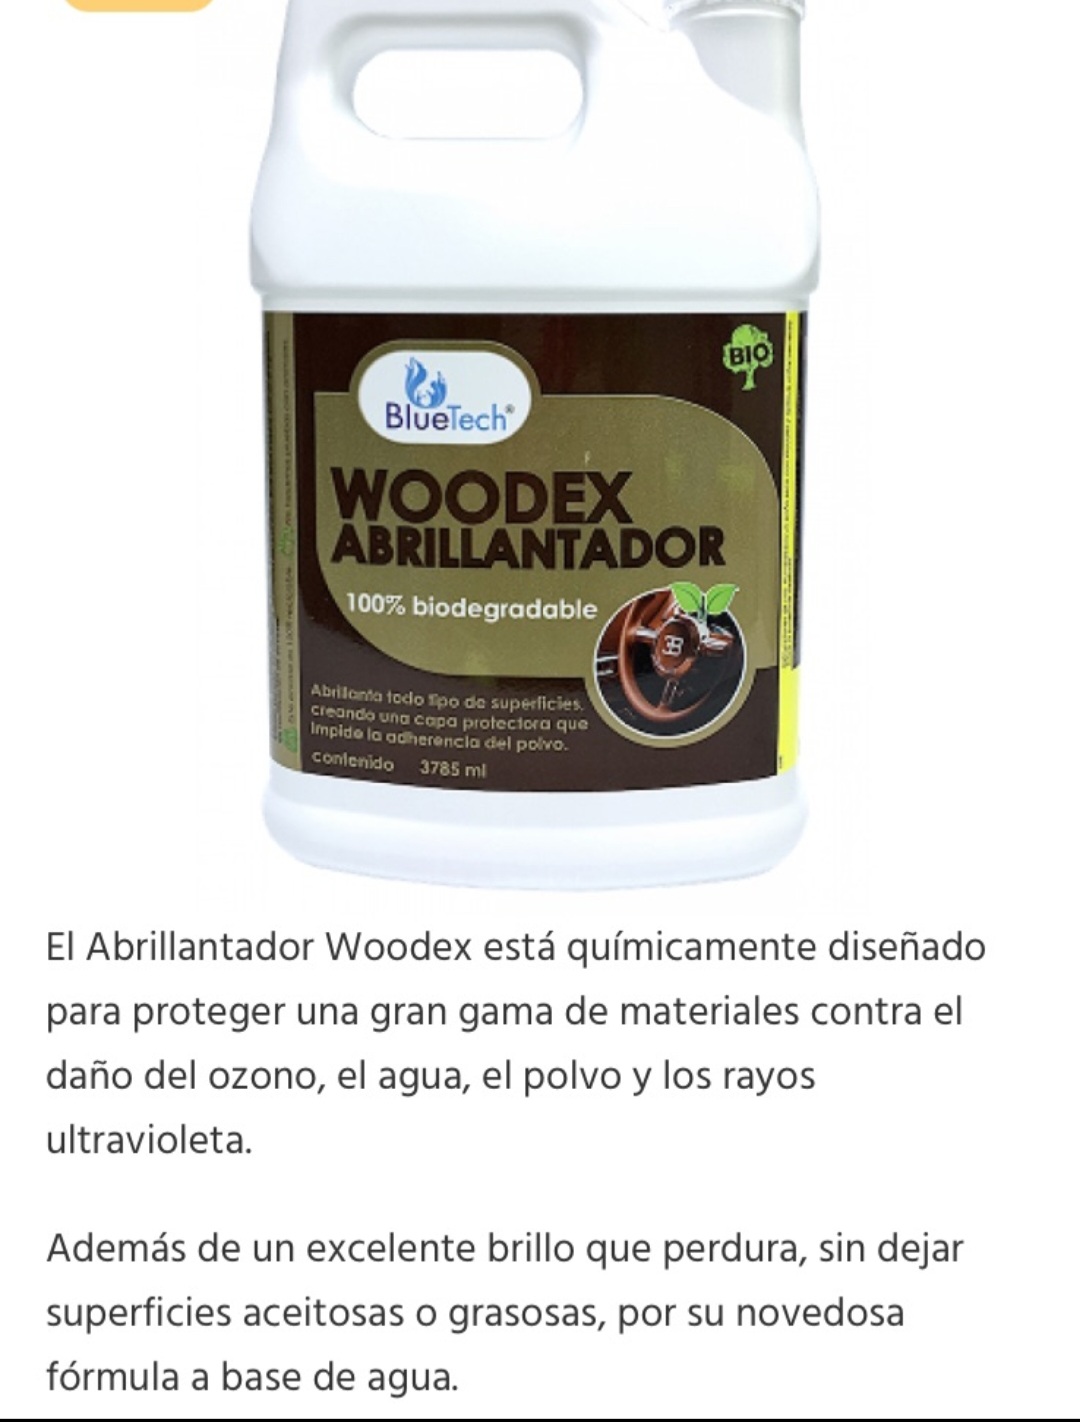 BIO
BlueTech®
WOODEX
ABRILLANTADOR
100% biodegradable
Abrillanta todo tipo de superficies,
creando una capa protectora que
impide la adherencia del polvo.
contenido 3785 ml
El Abrillantador Woodex está químicamente diseñado
para proteger una gran gama de materiales contra el
daño del ozono, el agua, el polvo y los rayos
ultravioleta.
Además de un excelente brillo que perdura, sin dejar
superficies aceitosas o grasosas, por su novedosa
fórmula a base de agua.